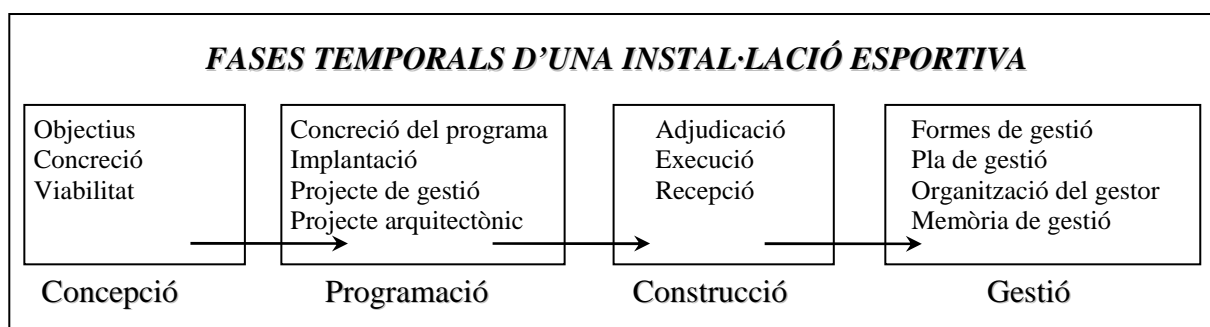 FASES TEMPORALS D'UNA INSTAL·LACIÓ ESPORTIVA
Objectius
Concreció
Viabilitat
Concepció
Concreció del programa
Implantació
Projecte de gestió
Projecte arquitectònic
Programació
Adjudicació
Execució
Recepció
Construcció
Formes de gestió
Pla de gestió
Organització del gestor
Memòria de gestió
Gestió